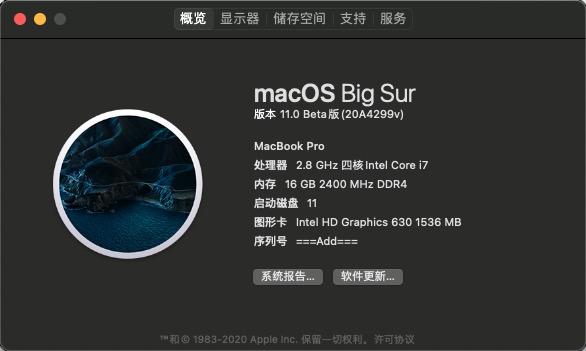 概览 显示器 储存空间 支持 服务
macOS Big Sur
版本 11.0 Beta版 (20A4299v)
MacBook Pro
处理器 2.8 GHz 四核Intel Core i7
内存 16 GB 2400 MHz DDR4
启动磁盘 11
图形卡 Intel HD Graphics 630 1536 MB
序列号 ===Add===
系统报告... 软件更新...
™和 © 1983-2020 Apple Inc. 保留一切权利。许可协议